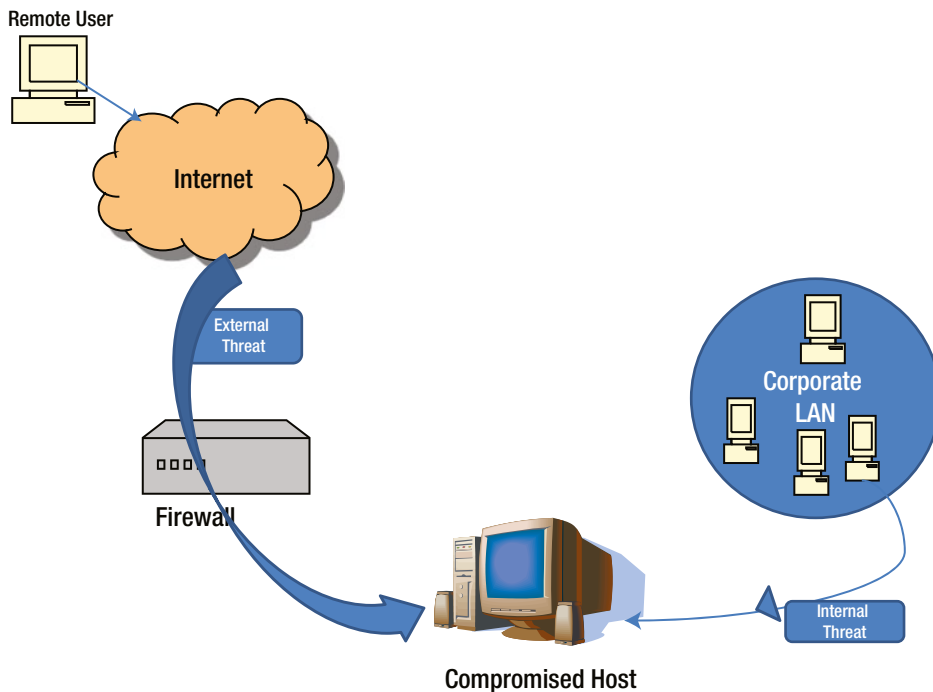 Remote User
Internet
External
Threat
Firewall
Corporate
LAN
Internal
Threat
Compromised Host